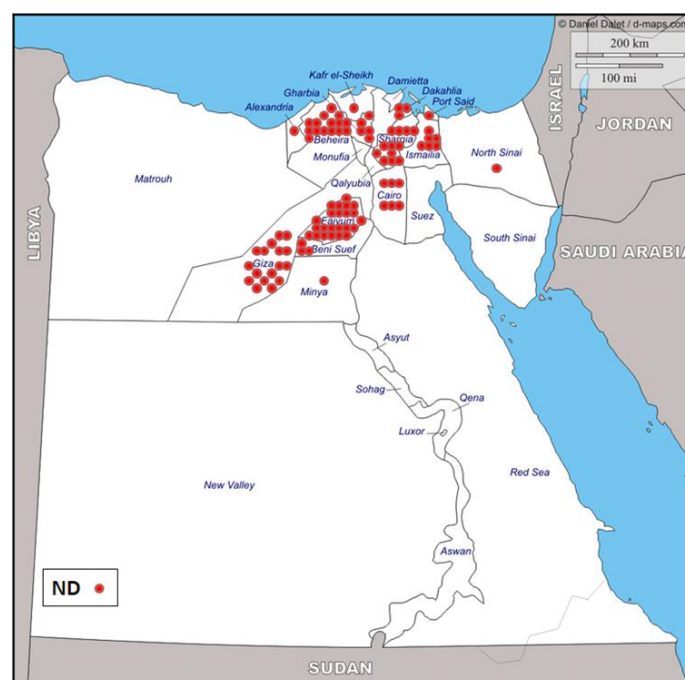 © Daniel Dalet / d-maps.com
200 km
100 mi
Kafr el-Sheikh
Damietta
Gharbia
Dakahlia
Alexandria
Port Said
ISRAEL
JORDAN
Beheira
Sharqia
Monufia
Ismailia
North Sinai
Matrouh
Qalyubia
Cairo
Suez
LIBYA
Faiyum
South Sinai
Beni Suef
SAUDI ARABIA
Giza
Minya
Asyut
Sohag
Qena
Luxor
New Valley
Red Sea
Aswan
ND
SUDAN